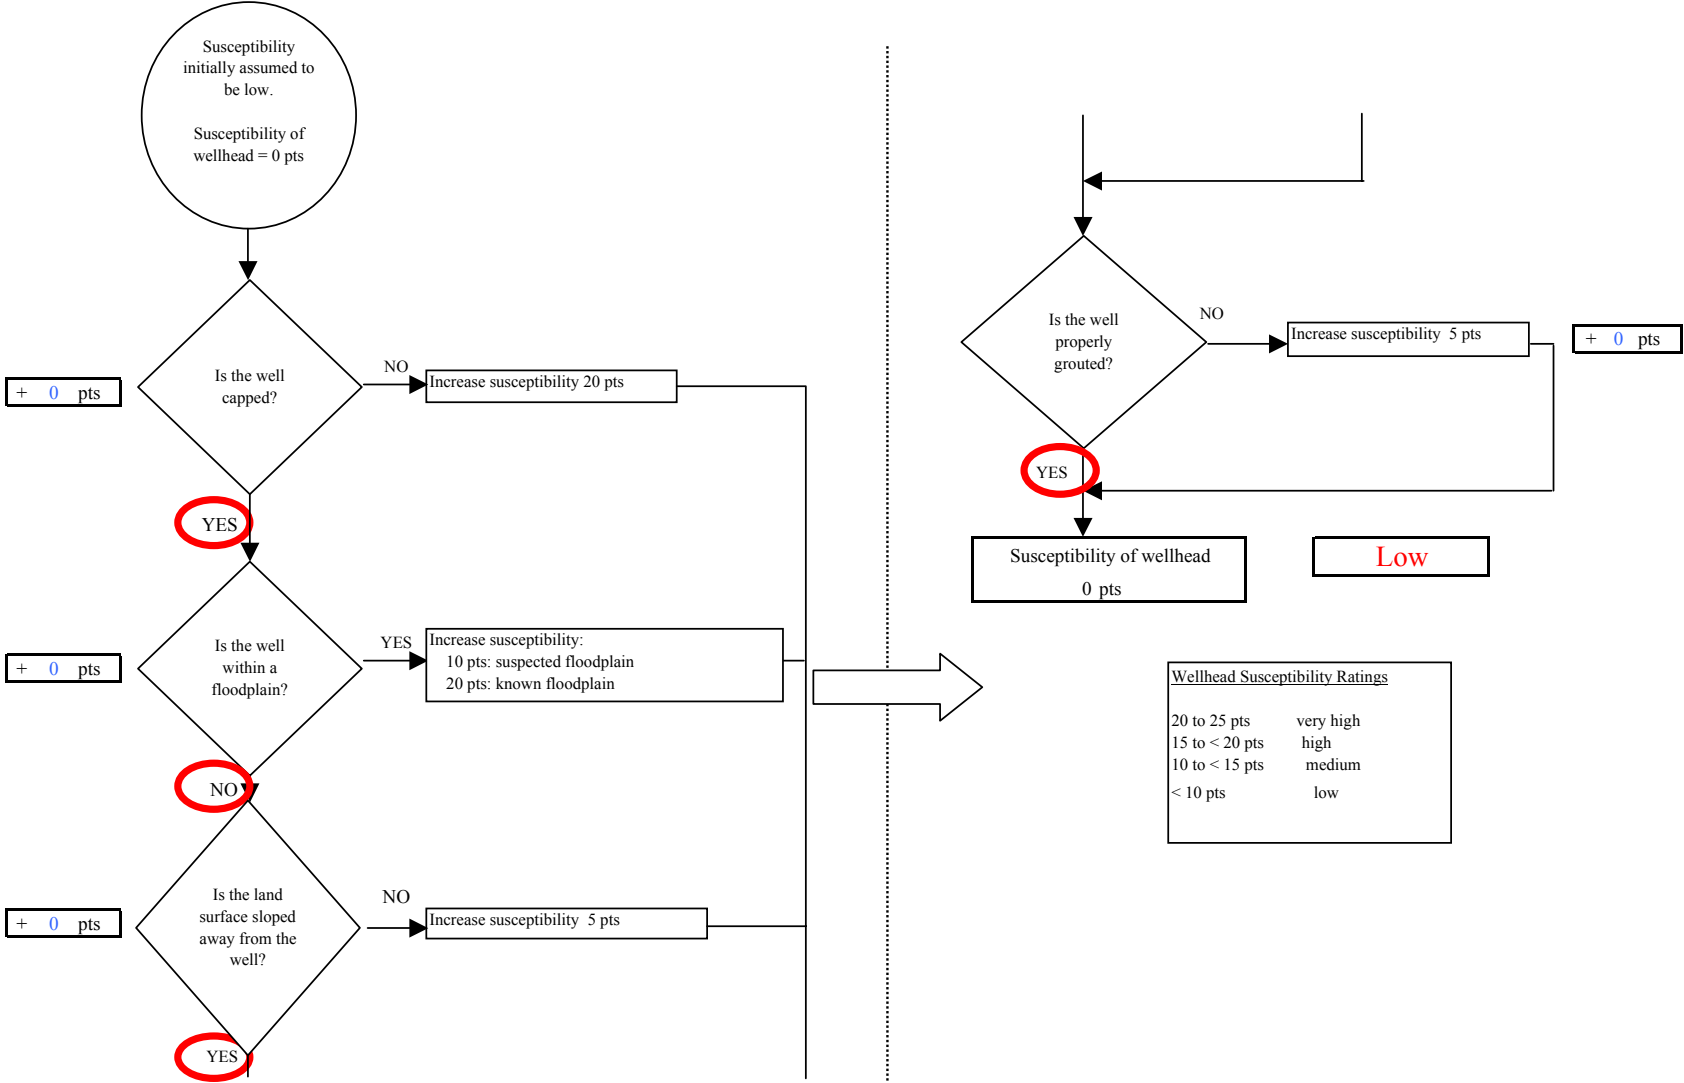 Susceptibility
initially assumed to
be low.
Susceptibility of
wellhead = 0 pts
Is the well
capped?
NO
Increase susceptibility 20 pts
+ 0 pts
YES
Is the well
within a
floodplain?
YES
Increase susceptibility:
10 pts: suspected floodplain
20 pts: known floodplain
+ 0 pts
NO
Is the land
surface sloped
away from the
well?
NO
Increase susceptibility 5 pts
+ 0 pts
YES
Is the well
properly
grouted?
NO
Increase susceptibility 5 pts
+ 0 pts
YES
Susceptibility of wellhead
0 pts
Low
Wellhead Susceptibility Ratings
20 to 25 pts very high
15 to < 20 pts high
10 to < 15 pts medium
< 10 pts low